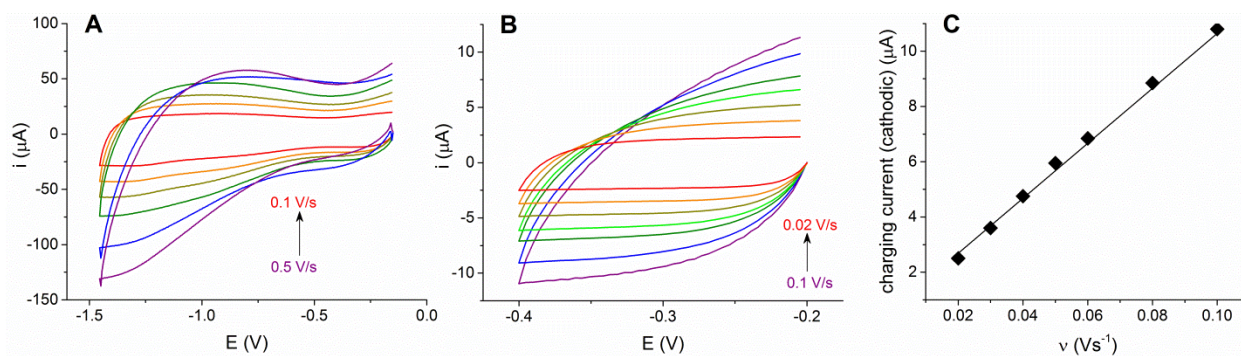 A
100
50
0
-50
-100
-150
i (µA)
-1.5
-1.0
-0.5
0.0
E (V)
0.1 V/s
0.5 V/s
B
10
5
0
-5
-10
i (µA)
-0.4
-0.3
-0.2
E (V)
0.02 V/s
0.1 V/s
C
10
8
6
4
2
charging current (cathodic) (µA)
0.02
0.04
0.06
0.08
0.10
ν (Vs⁻¹)